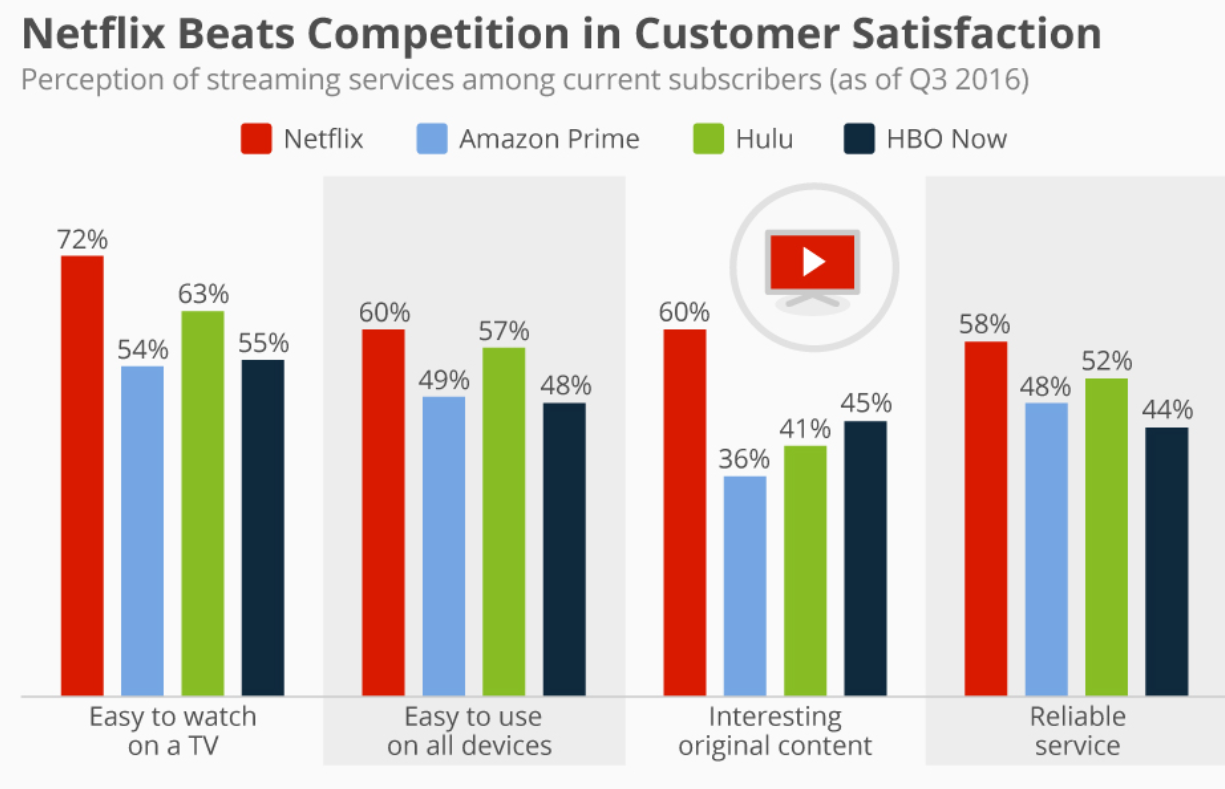 Netflix Beats Competition in Customer Satisfaction
Perception of streaming services among current subscribers (as of Q3 2016)
Netflix Amazon Prime Hulu HBO Now
72% 54% 63% 55%
60% 49% 57% 48%
60% 36% 41% 45%
58% 48% 52% 44%
Easy to watch
on a TV
Easy to use
on all devices
Interesting
original content
Reliable
service